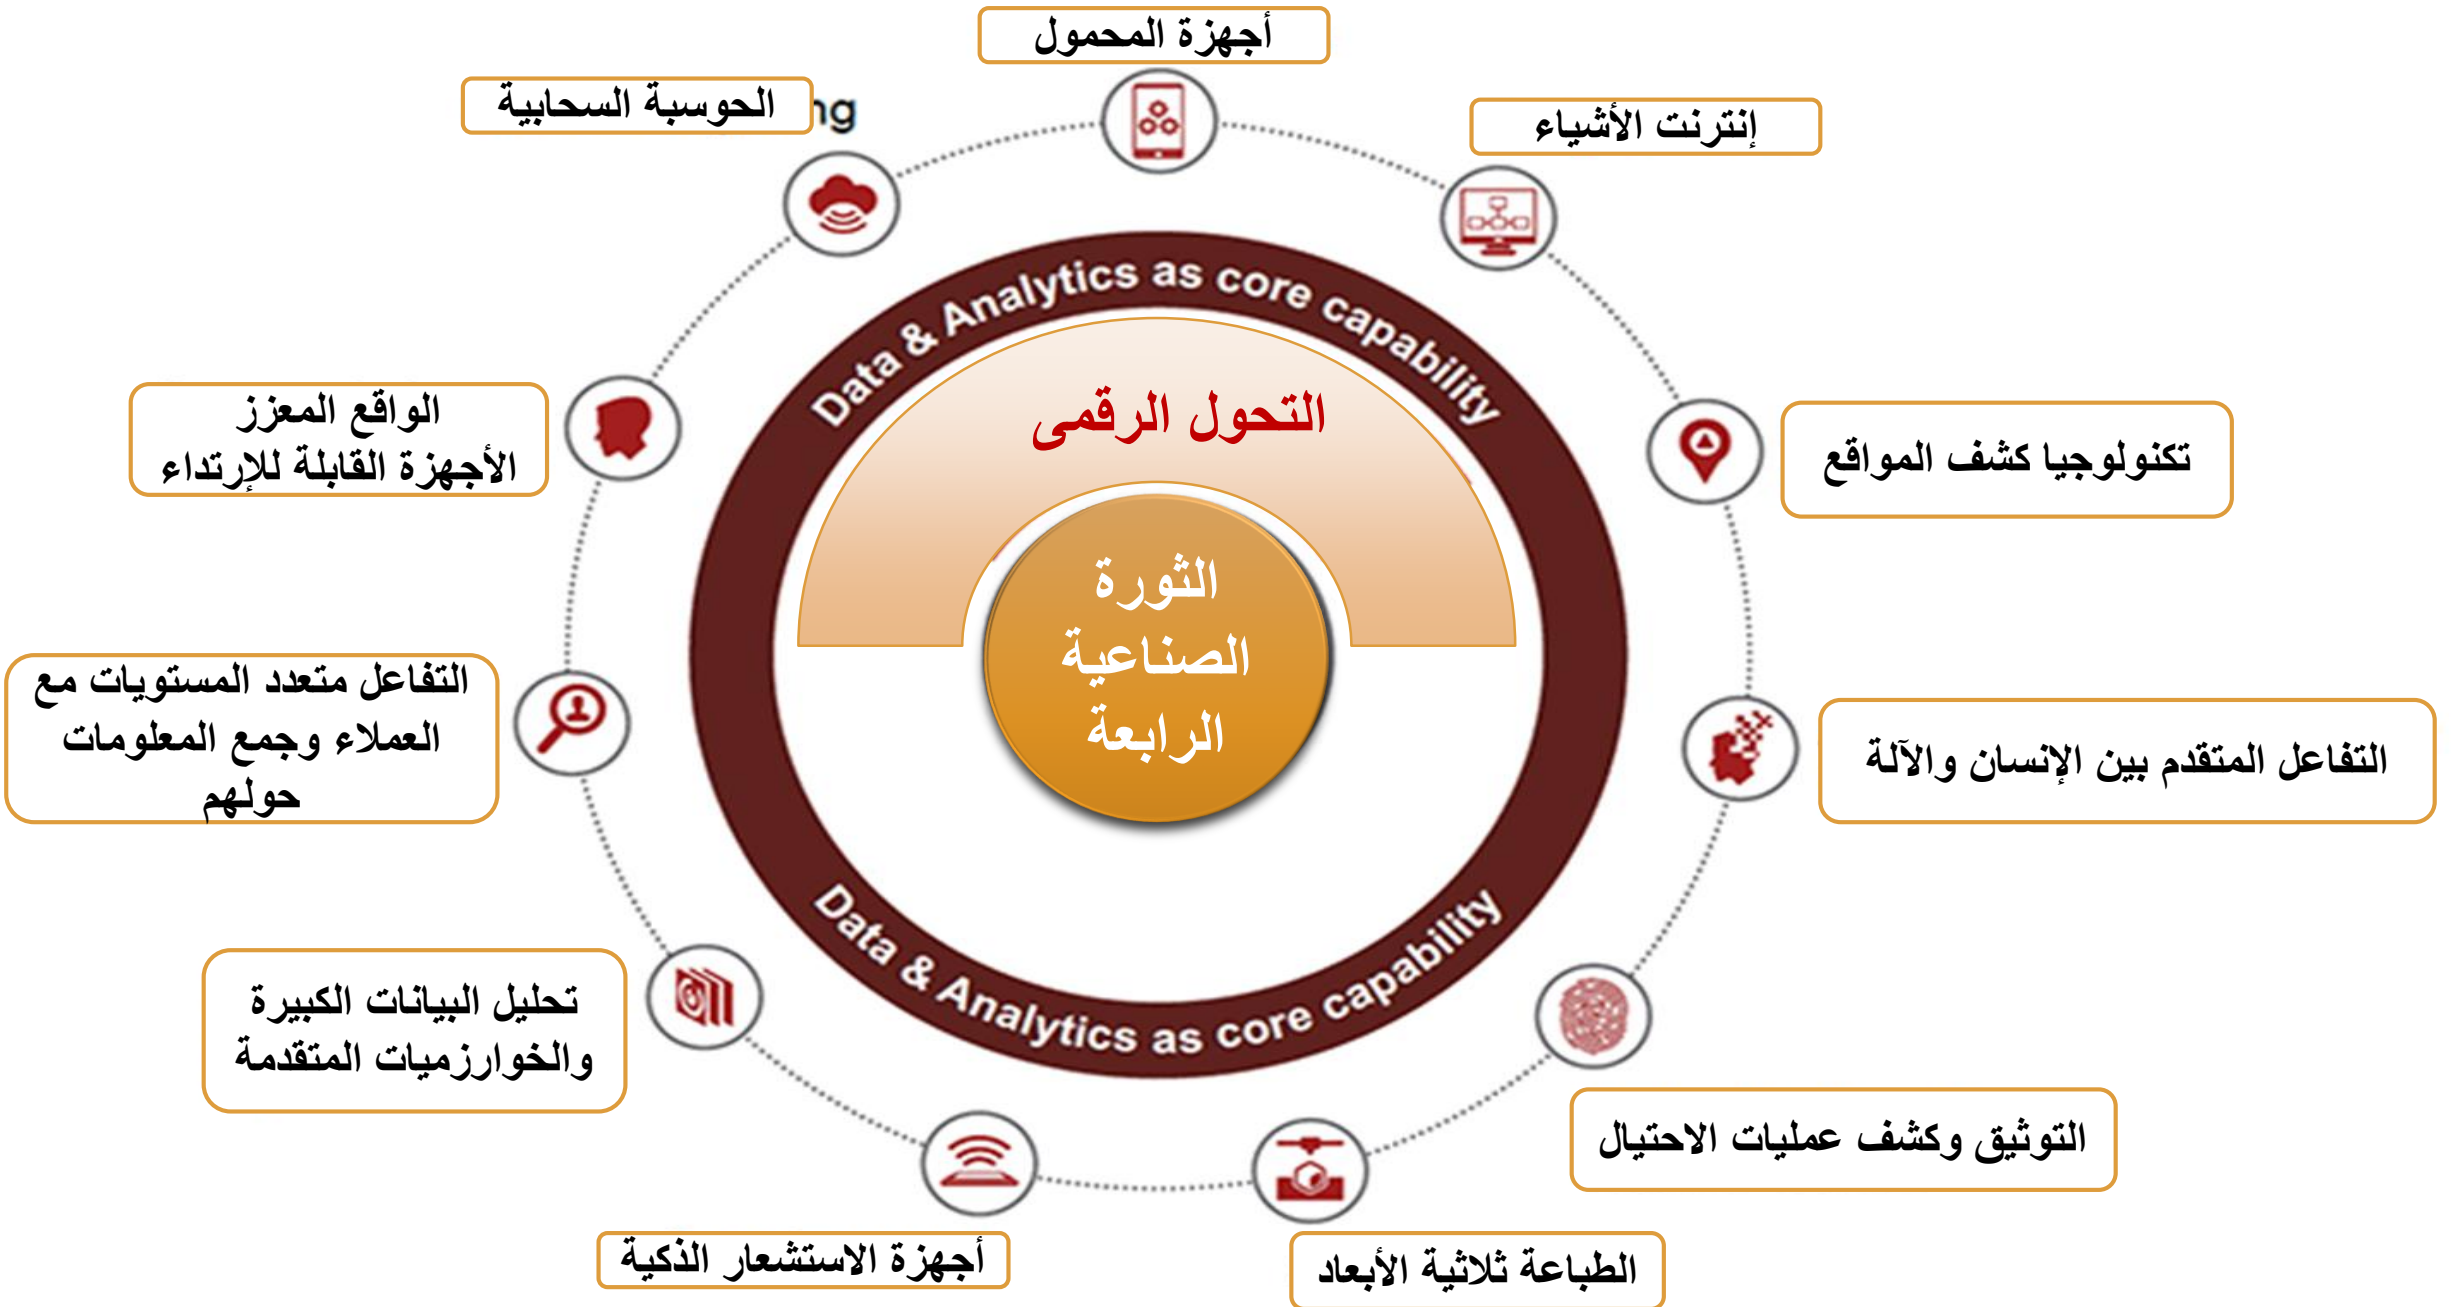 أجهزة المحمول
الحوسبة السحابية
ng
إنترنت الأشياء
Data & Analytics as core capability
التحول الرقمى
الواقع المعزز
الأجهزة القابلة للإرتداء
تكنولوجيا كشف المواقع
الثورة
الصناعية
الرابعة
التفاعل متعدد المستويات مع
العملاء وجمع المعلومات
حولهم
التفاعل المتقدم بين الإنسان والآلة
Data & Analytics as core capability
تحليل البيانات الكبيرة
والخوارزميات المتقدمة
التوثيق وكشف عمليات الاحتيال
أجهزة الاستشعار الذكية
الطباعة ثلاثية الأبعاد